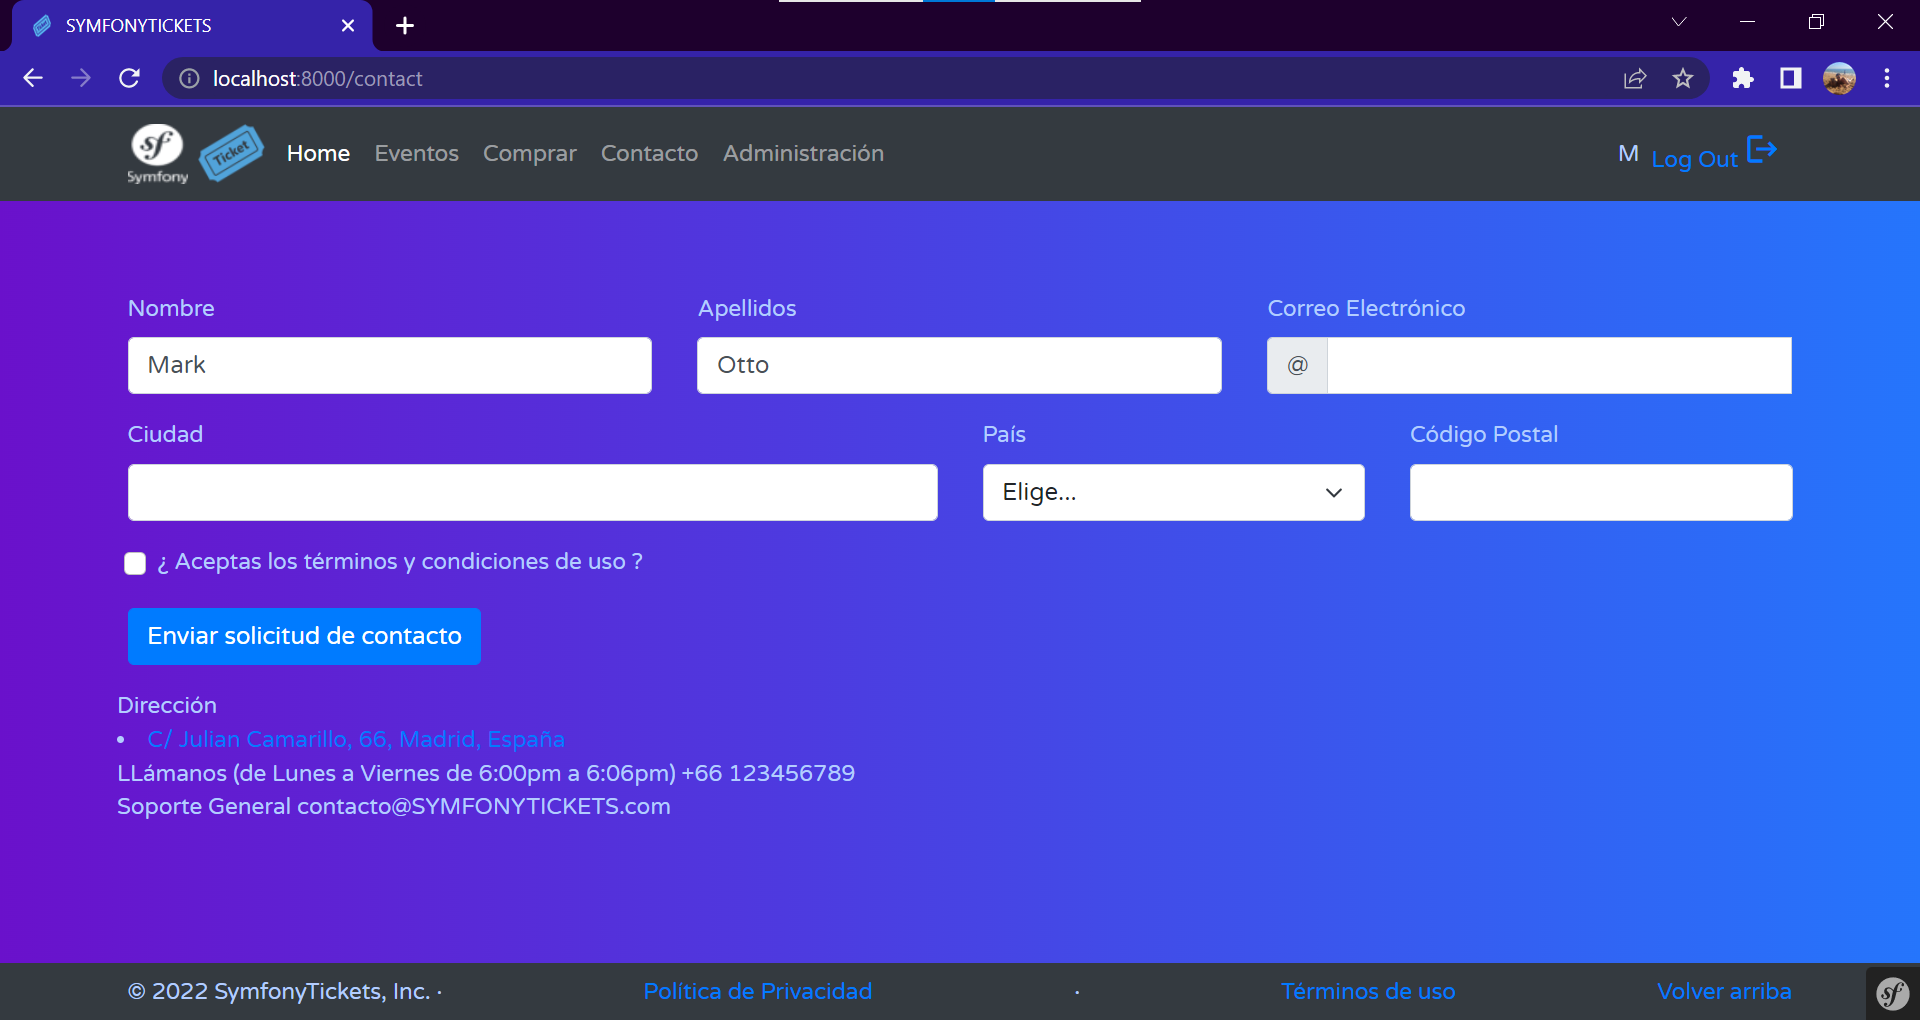 SYMFONYTICKETS
localhost:8000/contact
Symfony Ticket Home Eventos Comprar Contacto Administración M Log Out
Nombre Apellidos Correo Electrónico
Mark Otto @
Ciudad País Código Postal
Elige...
¿ Aceptas los términos y condiciones de uso ?
Enviar solicitud de contacto
Dirección
• C/ Julian Camarillo, 66, Madrid, España
LLámanos (de Lunes a Viernes de 6:00pm a 6:06pm) +66 123456789
Soporte General contacto@SYMFONYTICKETS.com
© 2022 SymfonyTickets, Inc. · Política de Privacidad · Términos de uso Volver arriba